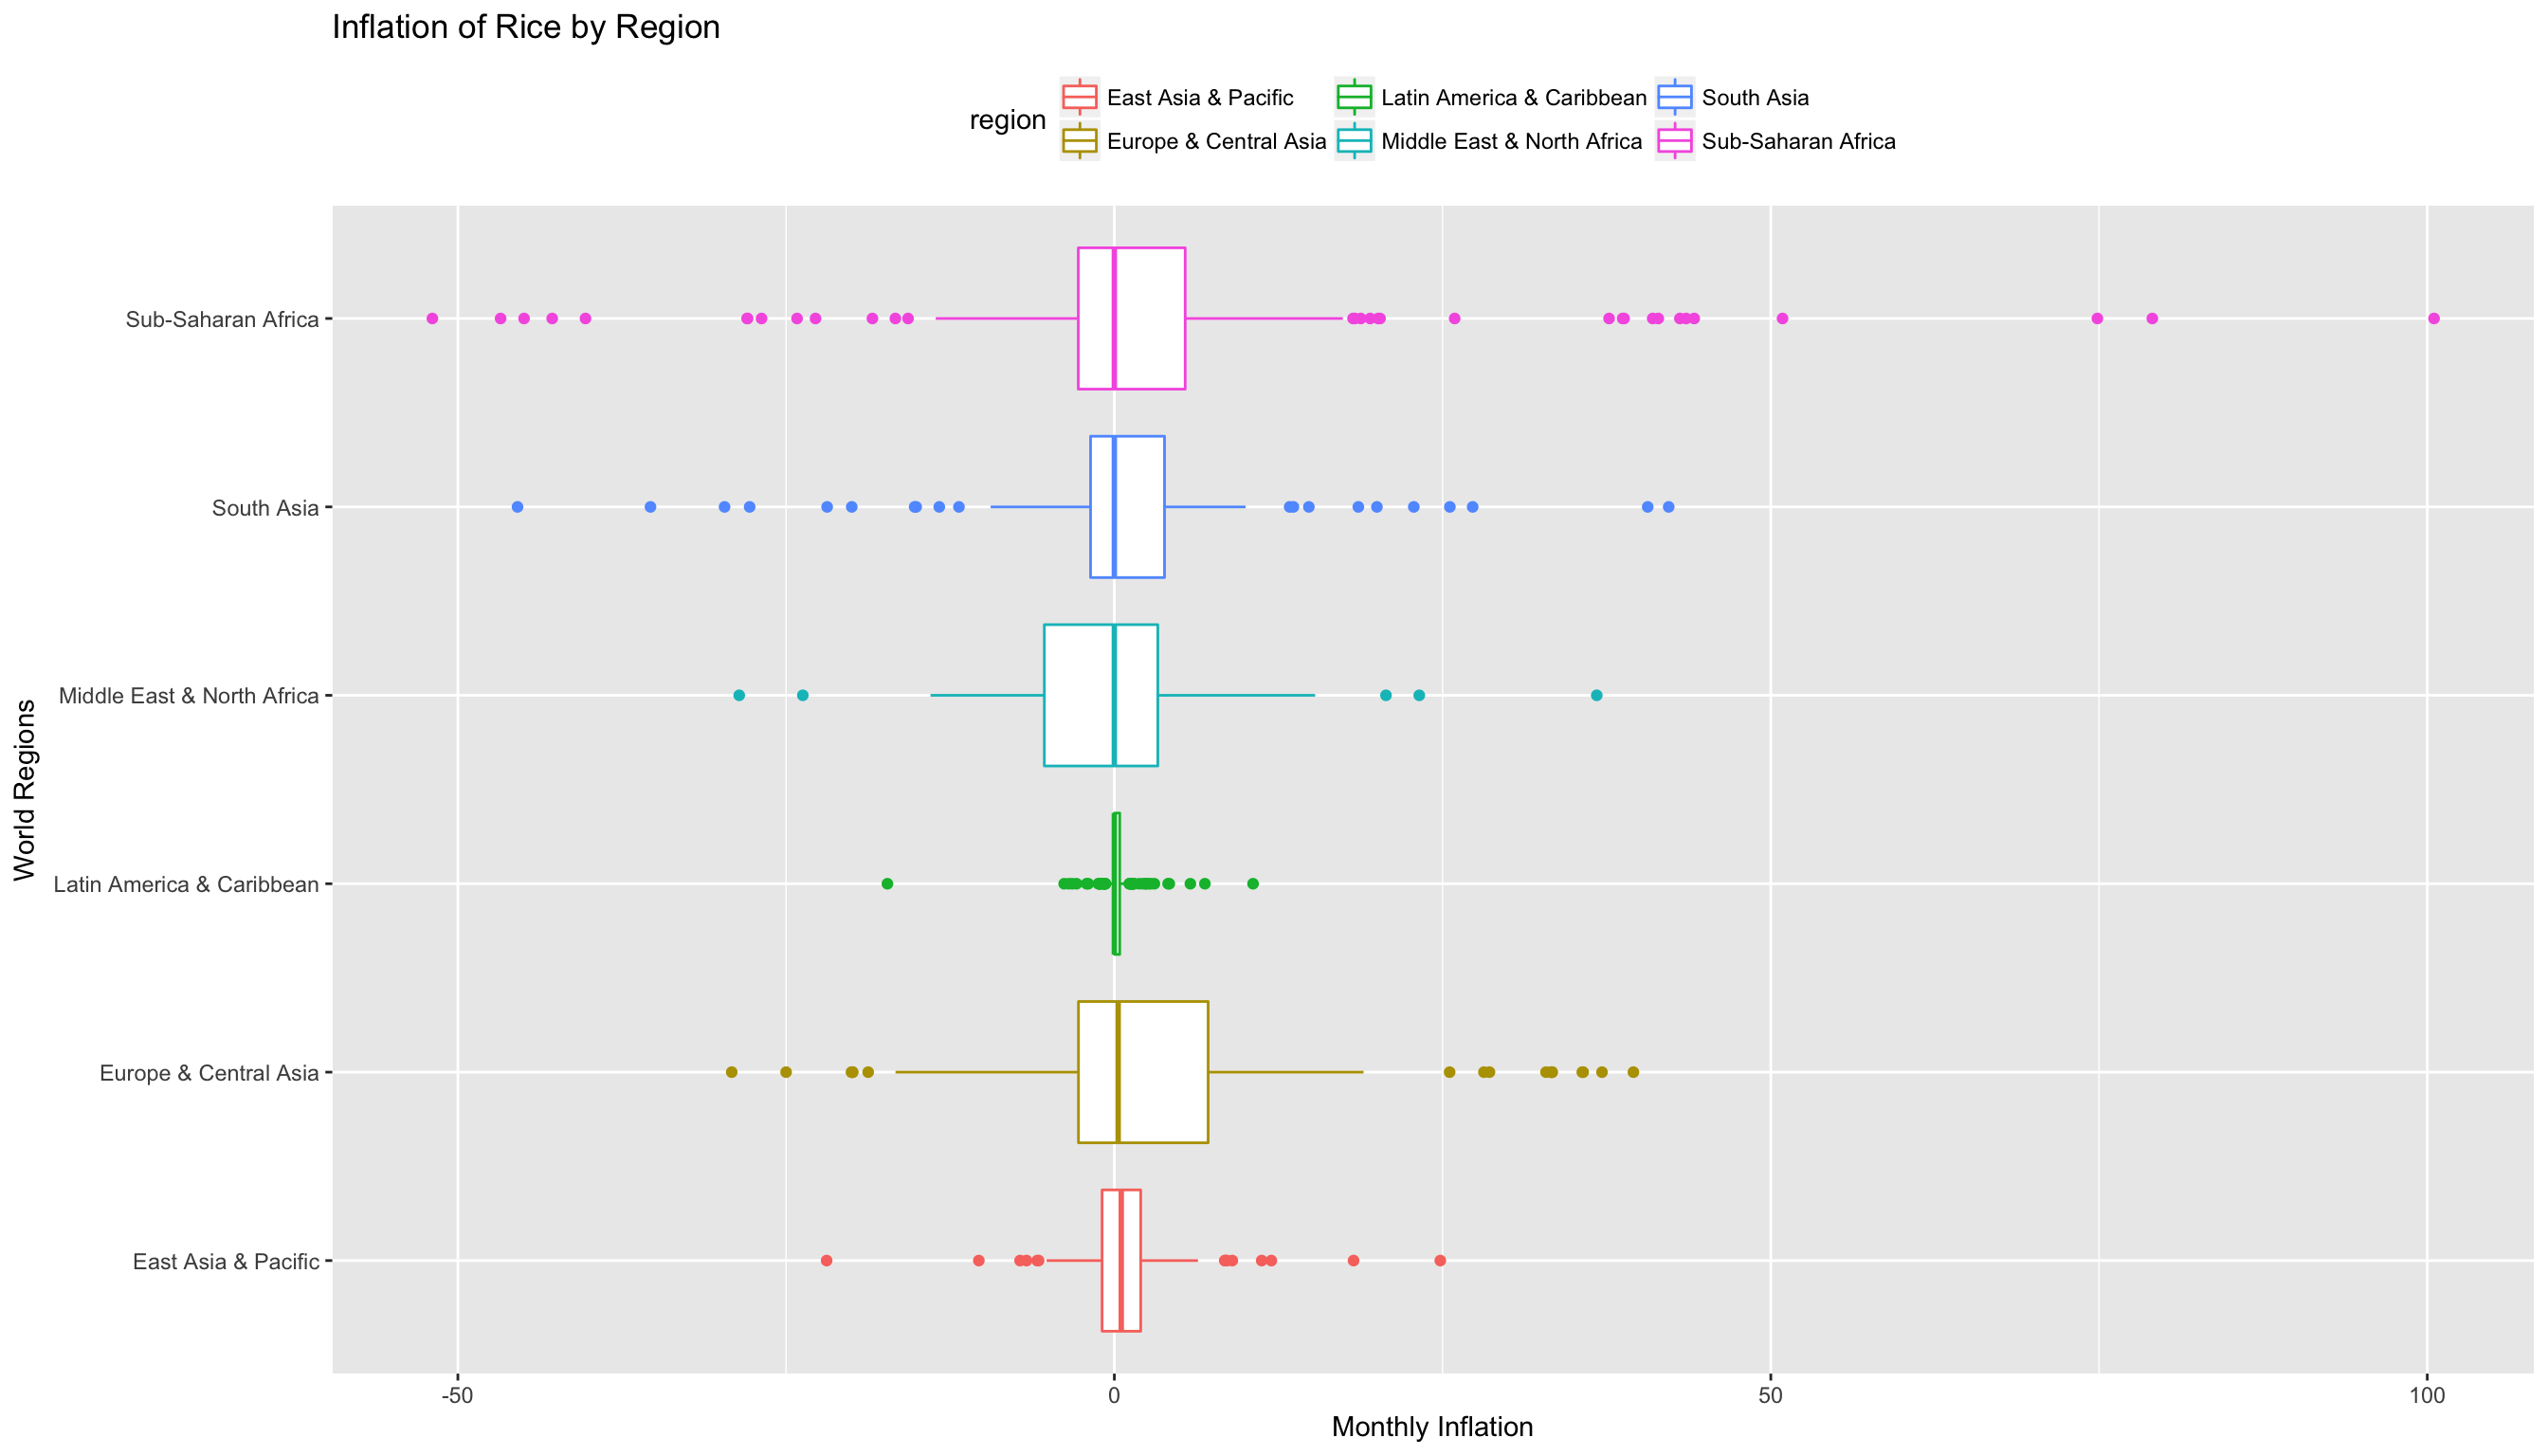 Inflation of Rice by Region
region
East Asia & Pacific
Latin America & Caribbean
South Asia
Europe & Central Asia
Middle East & North Africa
Sub-Saharan Africa
World Regions
Sub-Saharan Africa
South Asia
Middle East & North Africa
Latin America & Caribbean
Europe & Central Asia
East Asia & Pacific
-50
0
50
100
Monthly Inflation